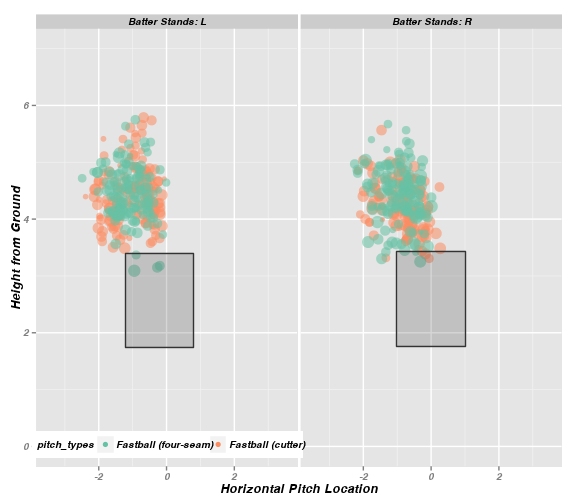 Batter Stands: L
Batter Stands: R
6
4
2
0
Height from Ground
pitch_types Fastball (four-seam) Fastball (cutter)
-2 0 2 -2 0 2
Horizontal Pitch Location